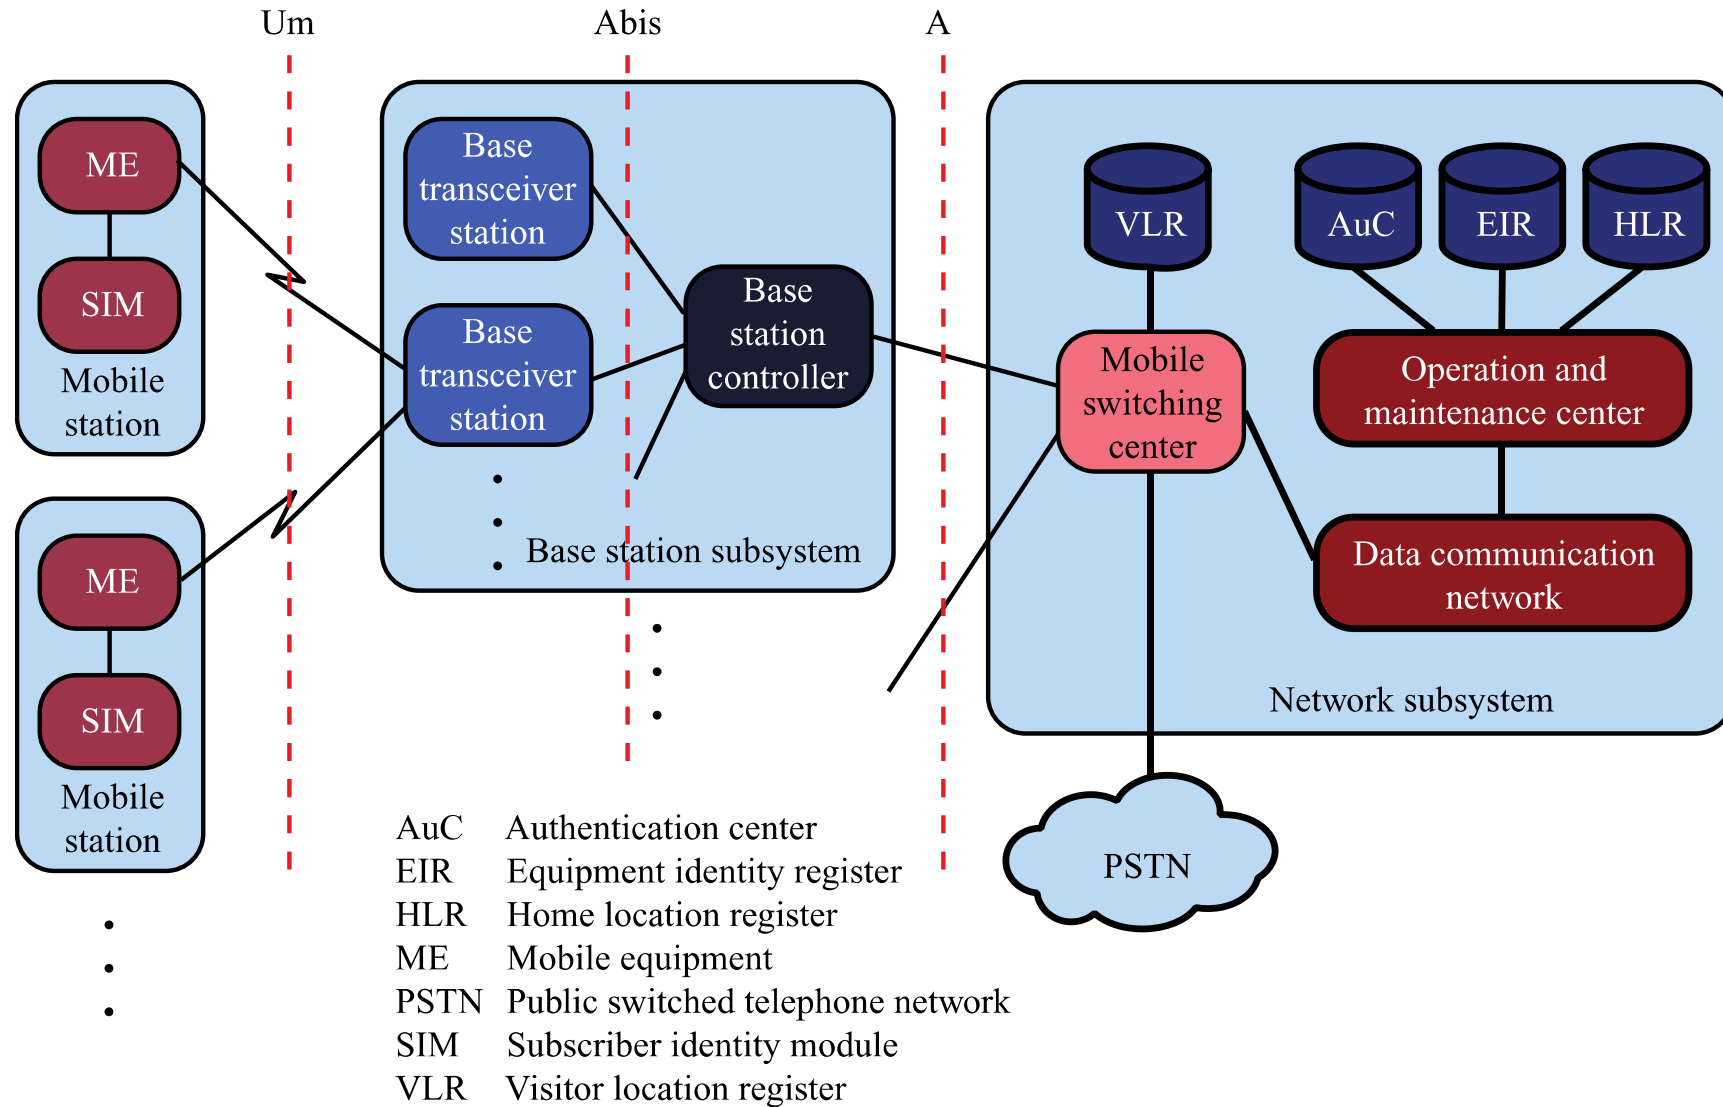 Um
Abis
A
ME
SIM
Mobile
station
ME
SIM
Mobile
station
Base
transceiver
station
Base
transceiver
station
Base
station
controller
Base station subsystem
VLR
AuC
EIR
HLR
Mobile
switching
center
Operation and
maintenance center
Data communication
network
Network subsystem
PSTN
AuC Authentication center
EIR Equipment identity register
HLR Home location register
ME Mobile equipment
PSTN Public switched telephone network
SIM Subscriber identity module
VLR Visitor location register